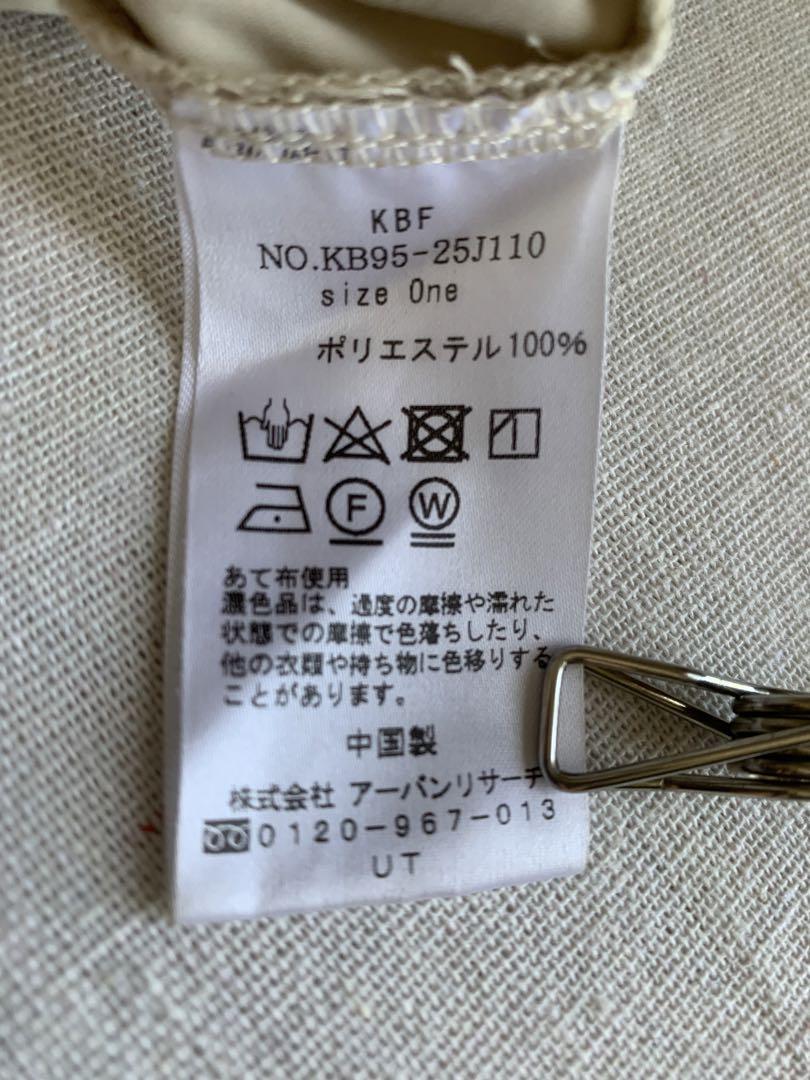 KBF
NO.KB95-25J110
size One
ポリエステル100%
F W
あて布使用
濃色品は、過度の摩擦や濡れた
状態での摩擦で色落ちしたり、
他の衣類や持ち物に色移りする
ことがあります。
中国製
株式会社 アーバンリサーチ
0120-967-013
UT